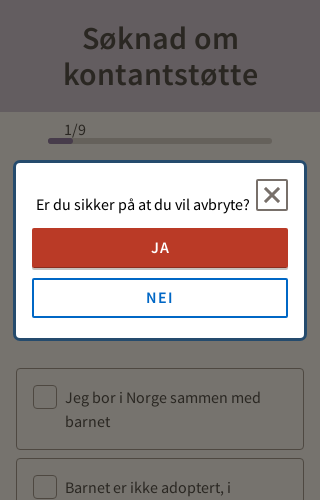 Søknad om
kontantstøtte
1/9
Er du sikker på at du vil avbryte?
JA
NEI
Jeg bor i Norge sammen med
barnet
Barnet er ikke adoptert, i